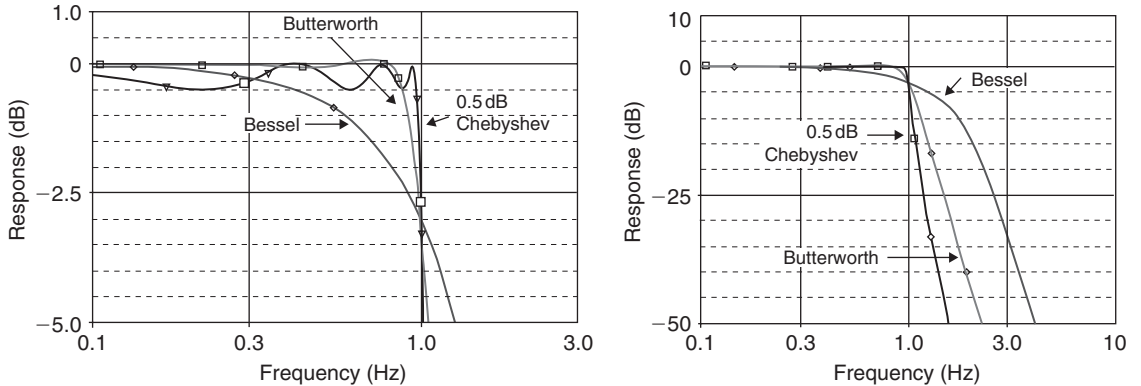 1.0
0
−2.5
−5.0
Response (dB)
Butterworth
Bessel
0.5 dB
Chebyshev
0.1
0.3
1.0
3.0
Frequency (Hz)
10
0
−25
50
Response (dB)
Bessel
0.5 dB
Chebyshev
Butterworth
0.1
0.3
1.0
3.0
10
Frequency (Hz)